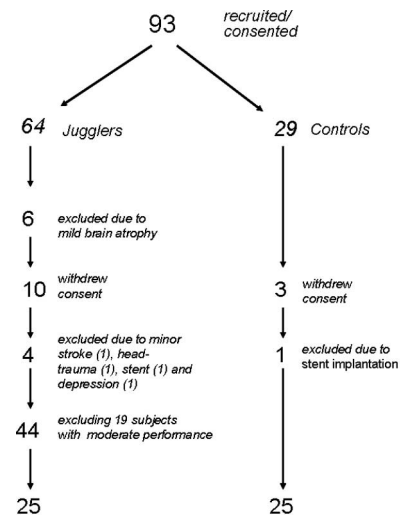 93 recruited/
consented
64 Jugglers
29 Controls
6 excluded due to
mild brain atrophy
10 withdrew
consent
3 withdrew
consent
4 excluded due to minor
stroke (1), head-
trauma (1), stent (1) and
depression (1)
1 excluded due to
stent implantation
44 excluding 19 subjects
with moderate performance
25
25